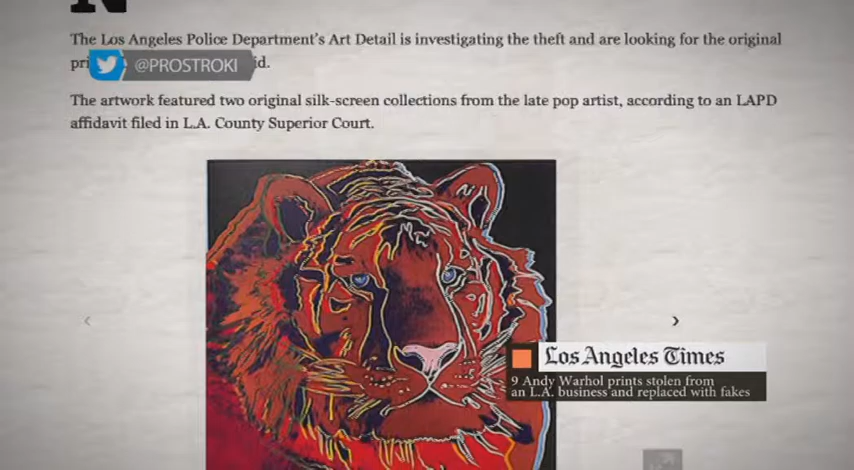 N
The Los Angeles Police Department's Art Detail is investigating the theft and are looking for the original
@PROSTROKI
The artwork featured two original silk-screen collections from the late pop artist, according to an LAPD
affidavit filed in L.A. County Superior Court.
Los Angeles Times
9 Andy Warhol prints stolen from
an L.A. business and replaced with fakes